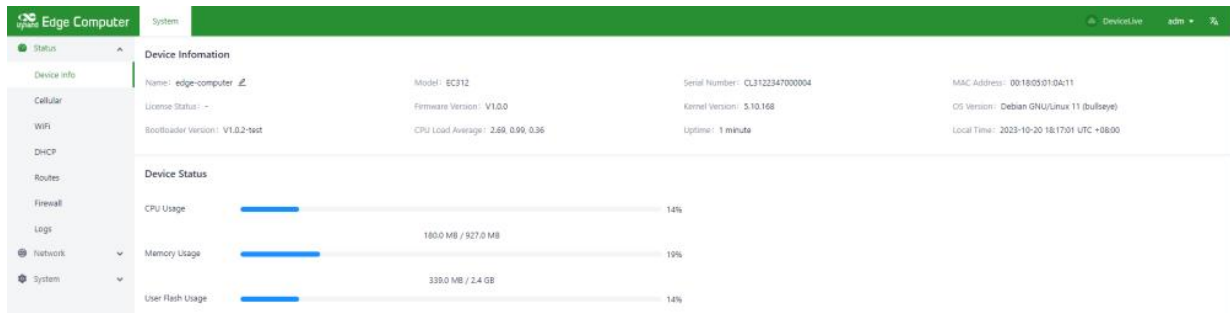 Edge Computer System DeviceLive adm
Status
Device Info
Cellular
WiFi
DHCP
Routes
Firewall
Logs
Network
System
Device Infomation
Name: edge-computer Model: EC312 Serial Number: CL3122347000004 MAC Address: 00:18:05:01:0A:11
License Status: - Firmware Version: V1.0.0 Kernel Version: 5.10.168 OS Version: Debian GNU/Linux 11 (bullseye)
Bootloader Version: V1.0.2-test CPU Load Average: 2.69, 0.99, 0.36 Uptime: 1 minute Local Time: 2023-10-20 18:17:01 UTC +08:00
Device Status
CPU Usage 14%
180.0 MB / 927.0 MB
Memory Usage 19%
339.0 MB / 2.4 GB
User Flash Usage 14%